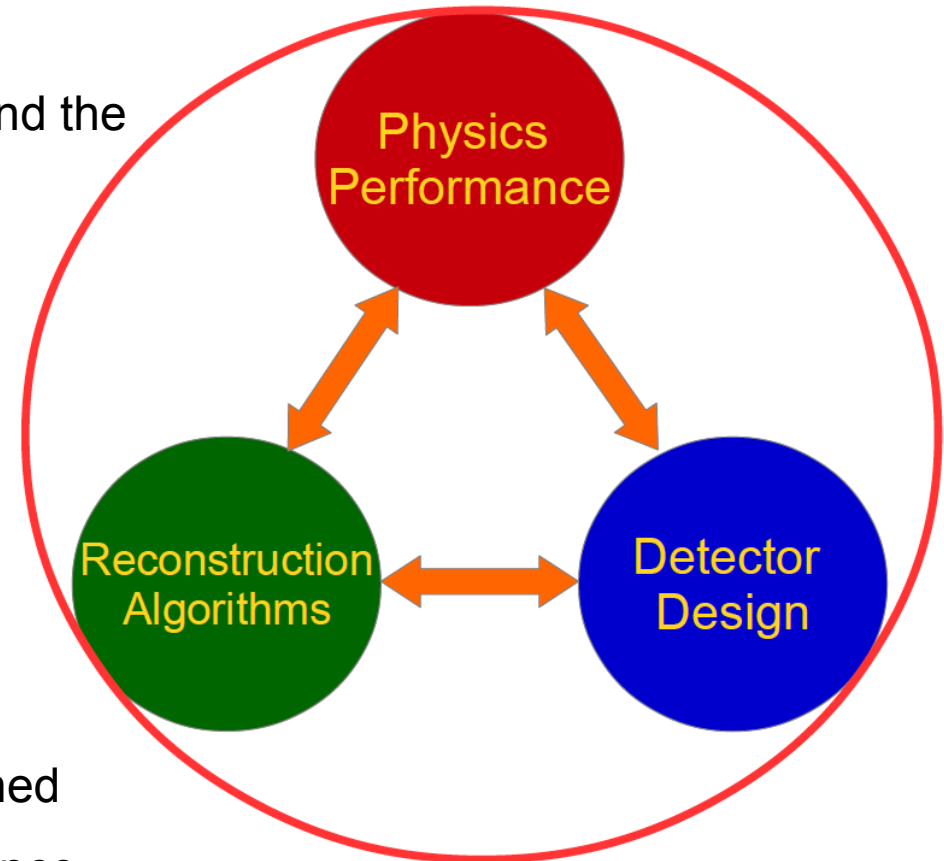 nd the
Physics
Performance
Reconstruction
Algorithms
Detector
Design
ned